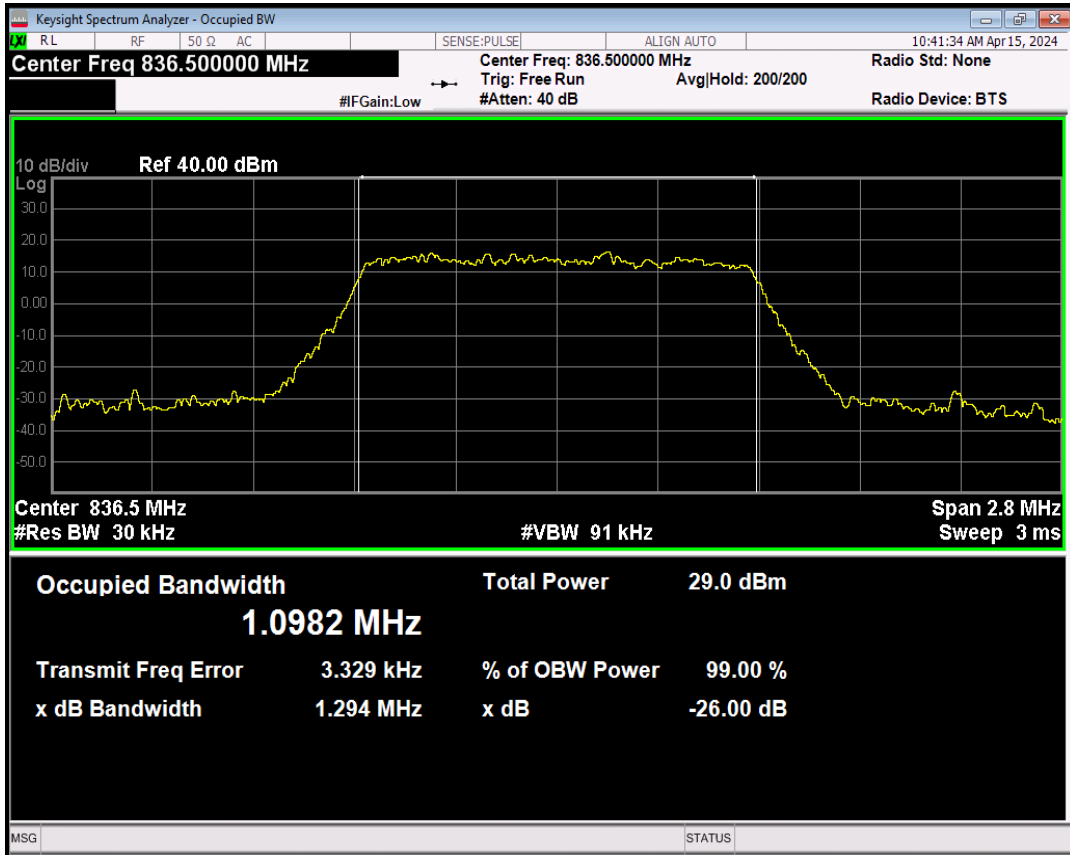 Keysight Spectrum Analyzer - Occupied BW
LXI RL RF 50 Ω AC SENSE:PULSE ALIGN AUTO 10:41:34 AM Apr 15, 2024
Center Freq 836.500000 MHz Center Freq: 836.500000 MHz Radio Std: None
Trig: Free Run Avg|Hold: 200/200
#IFGain:Low #Atten: 40 dB Radio Device: BTS
10 dB/div Ref 40.00 dBm
Log
30.0
20.0
10.0
0.00
-10.0
-20.0
-30.0
-40.0
-50.0
Center 836.5 MHz Span 2.8 MHz
#Res BW 30 kHz #VBW 91 kHz Sweep 3 ms
Occupied Bandwidth Total Power 29.0 dBm
1.0982 MHz
Transmit Freq Error 3.329 kHz % of OBW Power 99.00 %
x dB Bandwidth 1.294 MHz x dB -26.00 dB
MSG STATUS